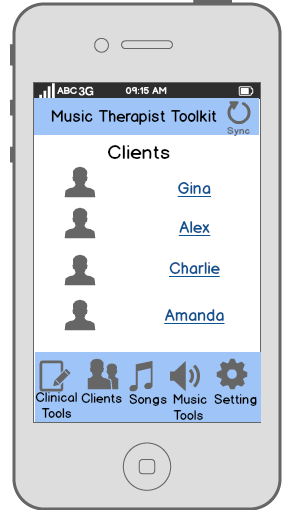 ABC 3G 09:15 AM
Music Therapist Toolkit
Sync
Clients
Gina
Alex
Charlie
Amanda
Clinical Tools Clients Songs Music Tools Setting